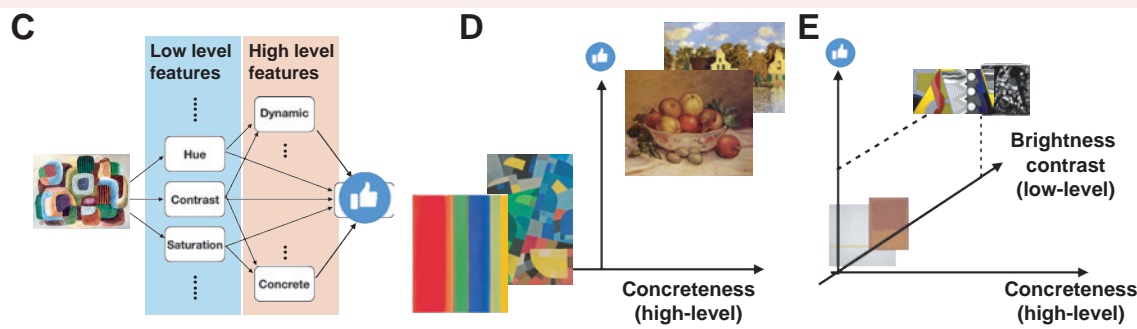 C
Low level
features
High level
features
Dynamic
Hue
Contrast
Saturation
Concrete
D
Concreteness
(high-level)
E
Brightness
contrast
(low-level)
Concreteness
(high-level)